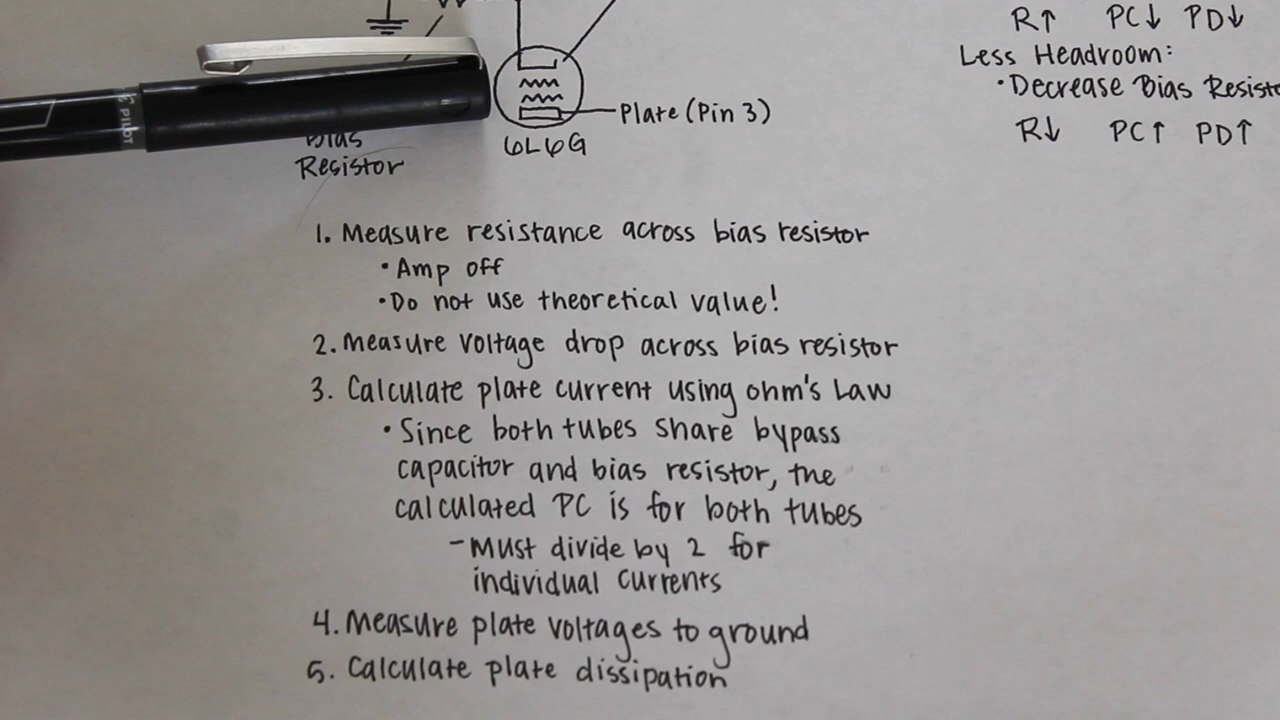 R↑ PC↓ PD↓
Less Headroom:
•Decrease Bias
R↓ PC↑ PD↑
Plate (Pin 3)
6L6G
PILOT
Bias
Resistor
1. Measure resistance across bias resistor
•Amp off
•Do not use theoretical value!
2. Measure voltage drop across bias resistor
3. Calculate plate current using ohm's Law
•Since both tubes share bypass
capacitor and bias resistor, the
calculated PC is for both tubes
-Must divide by 2 for
individual currents
4. Measure plate voltages to ground
5. Calculate plate dissipation